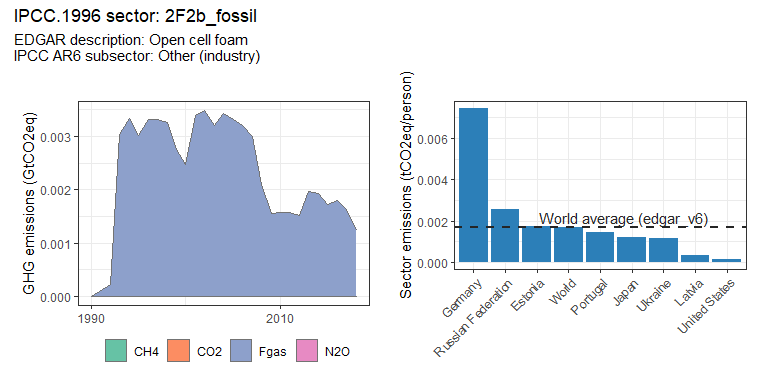 IPCC.1996 sector: 2F2b_fossil
EDGAR description: Open cell foam
IPCC AR6 subsector: Other (industry)
GHG emissions (GtCO2eq)
0.003
0.002
0.001
0.000
1990
2010
CH4
CO2
Fgas
N2O
Sector emissions (tCO2eq/person)
0.006
0.004
0.002
0.000
World average (edgar_v6)
Germany
Russian Federation
Estonia
World
Portugal
Japan
Ukraine
Latvia
United States